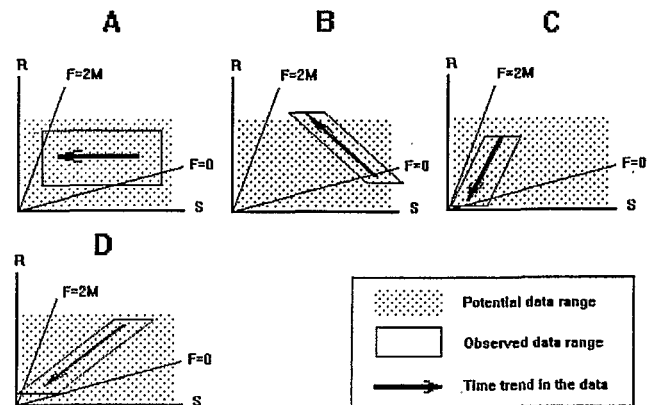 A
B
C
R
F=2M
F=0
S
R
F=2M
F=0
S
R
F=2M
F=0
S
D
R
F=2M
F=0
S
Potential data range
Observed data range
Time trend in the data